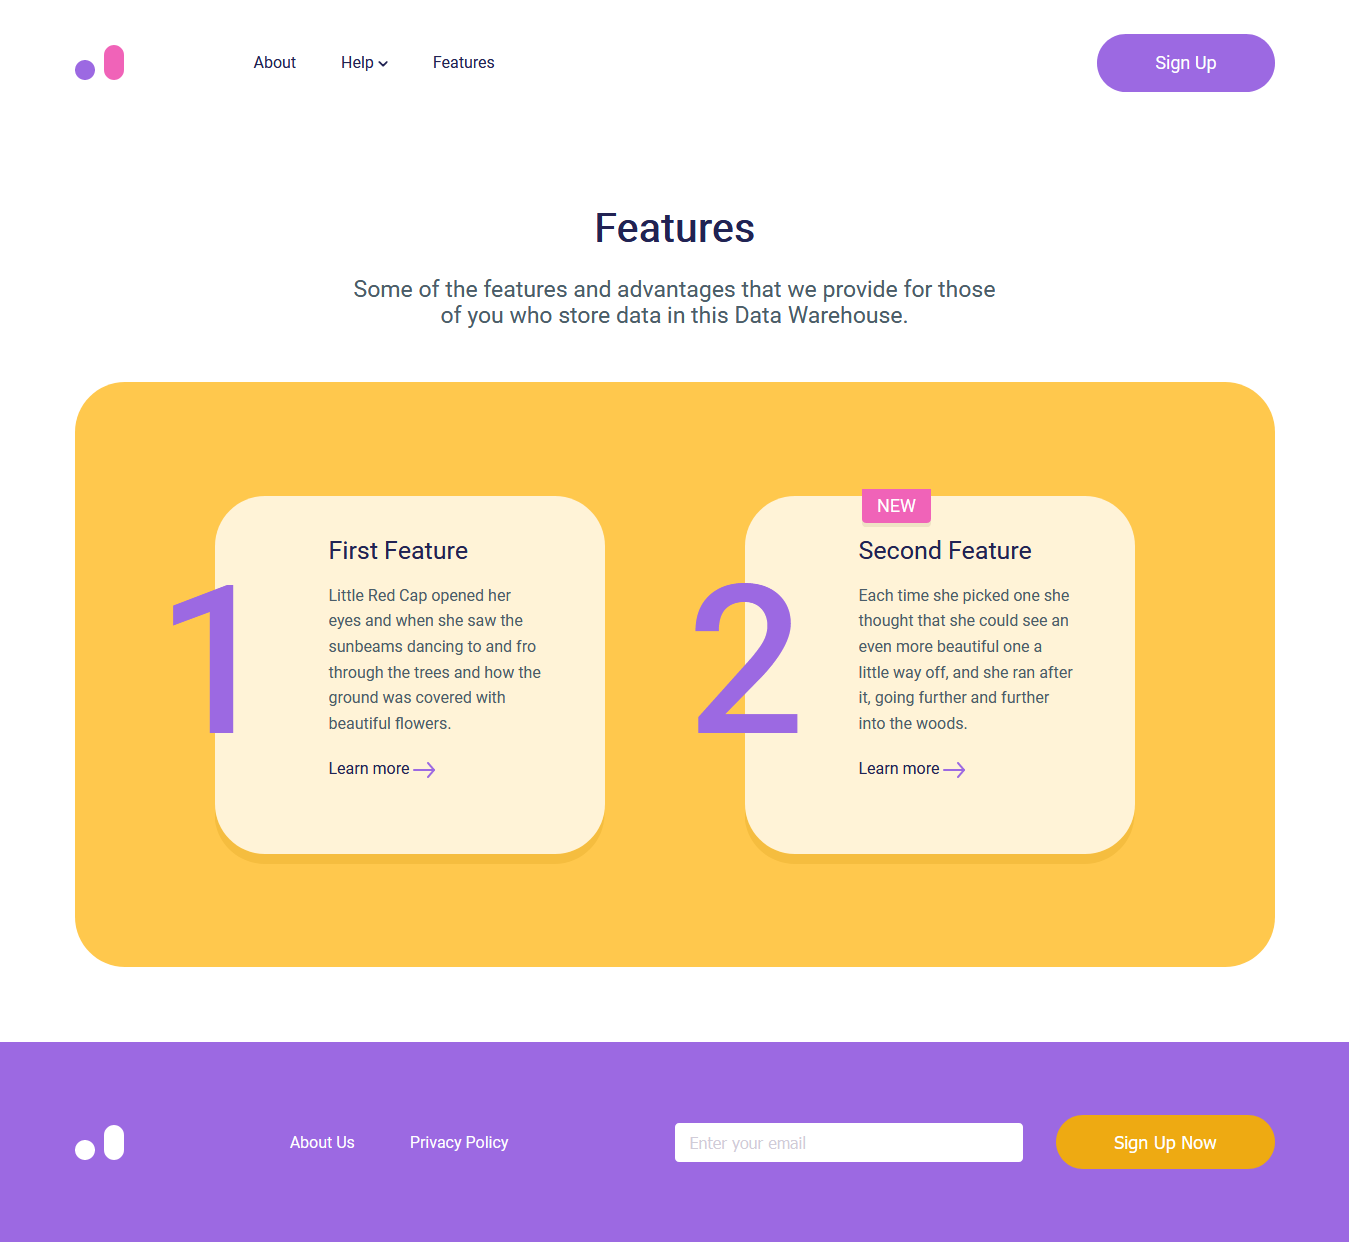 About Help Features Sign Up
Features
Some of the features and advantages that we provide for those
of you who store data in this Data Warehouse.
1
First Feature
Little Red Cap opened her
eyes and when she saw the
sunbeams dancing to and fro
through the trees and how the
ground was covered with
beautiful flowers.
Learn more
2
NEW
Second Feature
Each time she picked one she
thought that she could see an
even more beautiful one a
little way off, and she ran after
it, going further and further
into the woods.
Learn more
About Us Privacy Policy Enter your email Sign Up Now